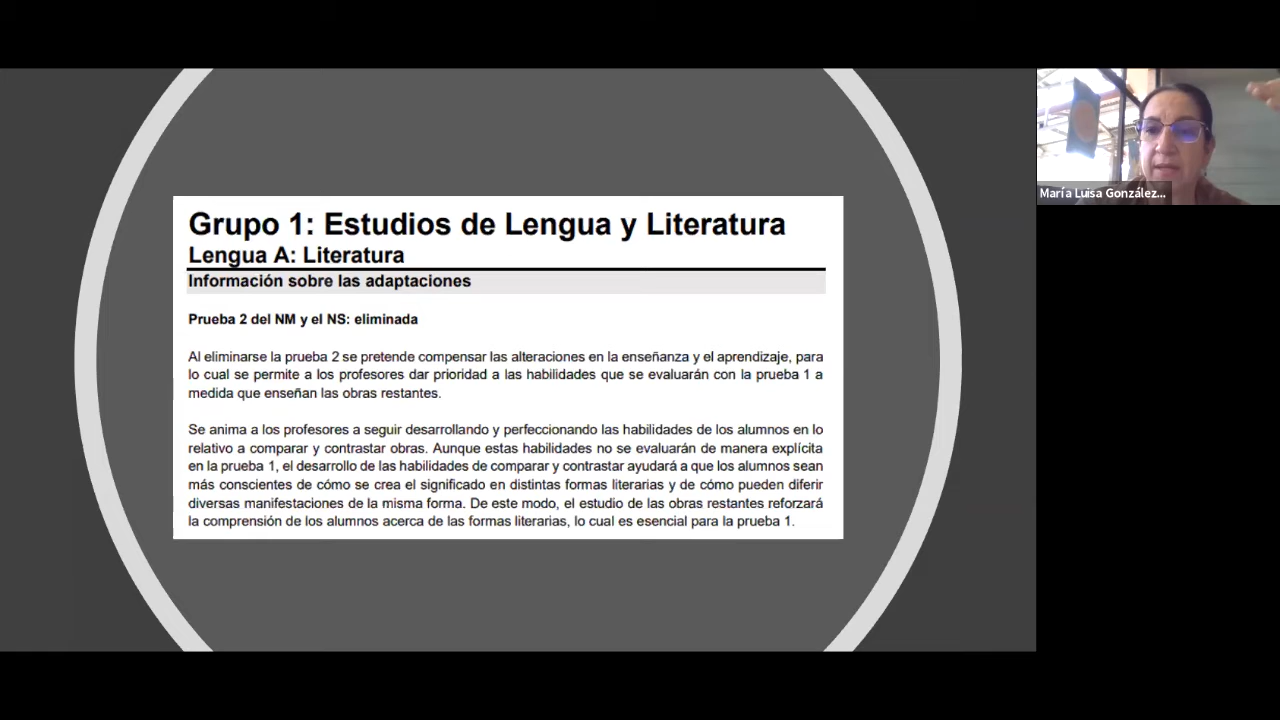 Grupo 1: Estudios de Lengua y Literatura
Lengua A: Literatura
Información sobre las adaptaciones
Prueba 2 del NM y el NS: eliminada
Al eliminarse la prueba 2 se pretende compensar las alteraciones en la enseñanza y el aprendizaje, para
lo cual se permite a los profesores dar prioridad a las habilidades que se evaluarán con la prueba 1 a
medida que enseñan las obras restantes.
Se anima a los profesores a seguir desarrollando y perfeccionando las habilidades de los alumnos en lo
relativo a comparar y contrastar obras. Aunque estas habilidades no se evaluarán de manera explícita
en la prueba 1, el desarrollo de las habilidades de comparar y contrastar ayudará a que los alumnos sean
más conscientes de cómo se crea el significado en distintas formas literarias y de cómo pueden diferir
diversas manifestaciones de la misma forma. De este modo, el estudio de las obras restantes reforzará
la comprensión de los alumnos acerca de las formas literarias, lo cual es esencial para la prueba 1.
María Luisa González...